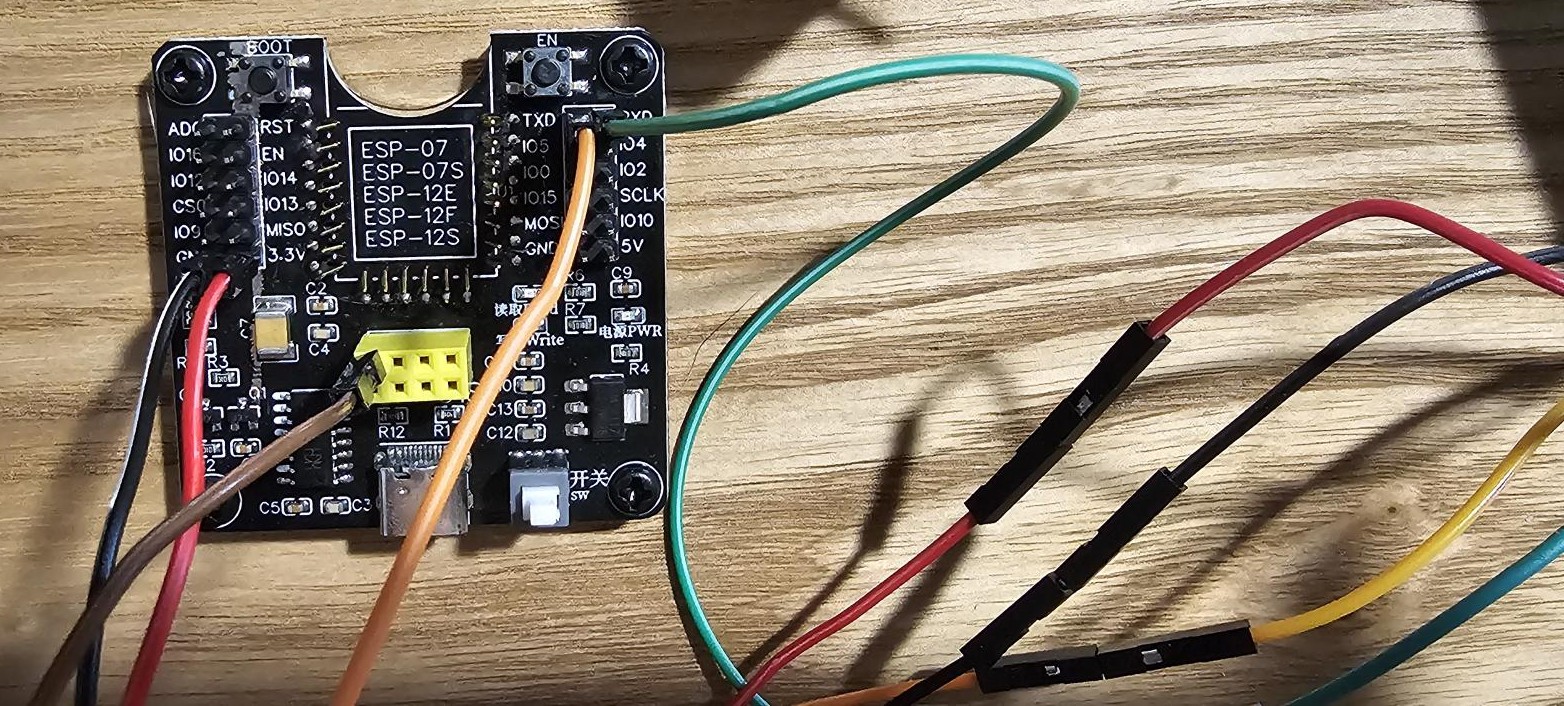 BOOT
EN
TXD
RXD
ADC
RST
IO5
IO4
IO16
EN
IO0
IO2
IO12
IO14
IO15
SCLK
CS0
IO13
MOSI
IO10
IO9
MISO
GND
5V
GND
3.3V
ESP-07
ESP-07S
ESP-12E
ESP-12F
ESP-12S
C2
C4
R6
C9
R7
电源PWR
Write
R4
R3
Q1
C13
C12
R12
C5
C3
开关
SW